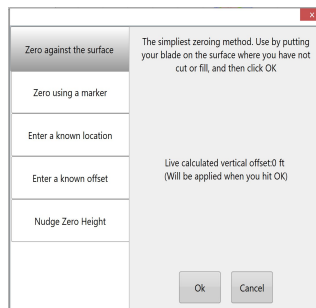 x
Zero against the surface
Zero using a marker
Enter a known location
Enter a known offset
Nudge Zero Height
The simpliest zeroing method. Use by putting
your blade on the surface where you have not
cut or fill, and then click OK
Live calculated vertical offset:0 ft
(Will be applied when you hit OK)
Ok
Cancel